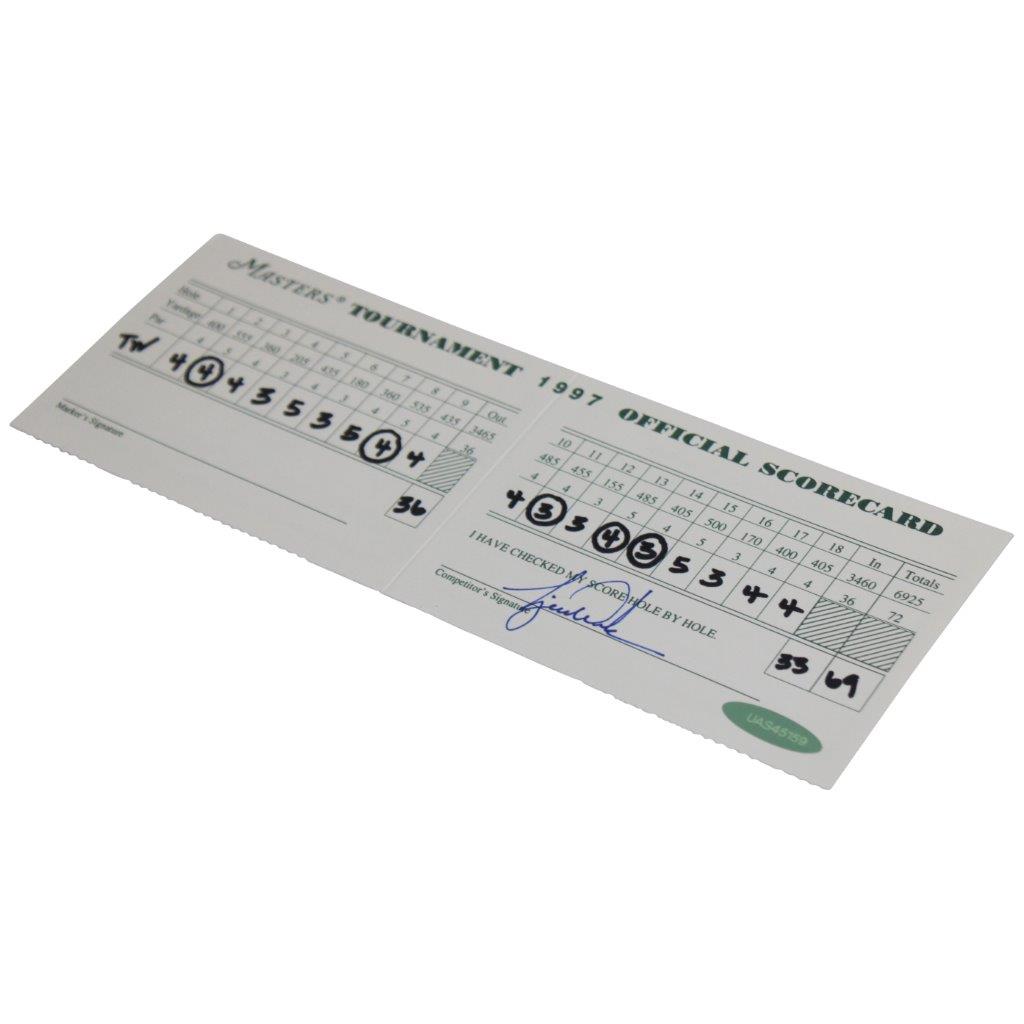 MASTERS® TOURNAMENT 1997 OFFICIAL SCORECARD
Hole 1 2 3 4 5 6 7 8 9 Out
Yardage 400 555 360 205 435 180 360 535 435 3465
Par 4 5 4 3 4 3 4 5 4 36
TW 4 4 4 3 5 3 5 4 4
36
Marker's Signature
10 11 12 13 14 15 16 17 18 In Totals
485 455 155 485 405 500 170 400 405 3460 6925
4 4 3 5 4 5 3 4 4 36 72
4 3 3 4 3 5 3 4 4
33 69
I HAVE CHECKED MY SCORE HOLE BY HOLE.
Competitor's Signature
UAS45159